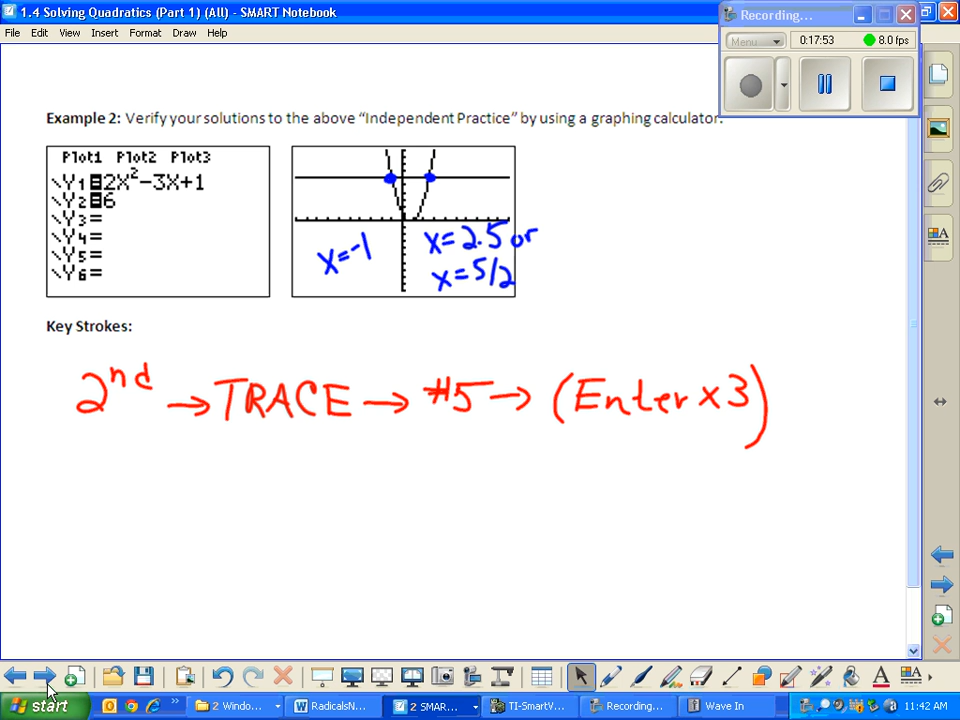 1.4 Solving Quadratics (Part 1) (All) - SMART Notebook
File Edit View Insert Format Draw Help
Recording...
Menu 0:17:53 8.0 fps
Example 2: Verify your solutions to the above “Independent Practice” by using a graphing calculator.
Plot1 Plot2 Plot3
\Y1=2X²-3X+1
\Y2=6
\Y3=
\Y4=
\Y5=
\Y6=
x=-1
x=2.5 or
x=5/2
Key Strokes:
2nd → TRACE → #5 → (Enter x 3)
start
2 Windo...
RadicalsN...
2 SMAR...
TI-SmartV...
Recording...
Wave In
11:42 AM